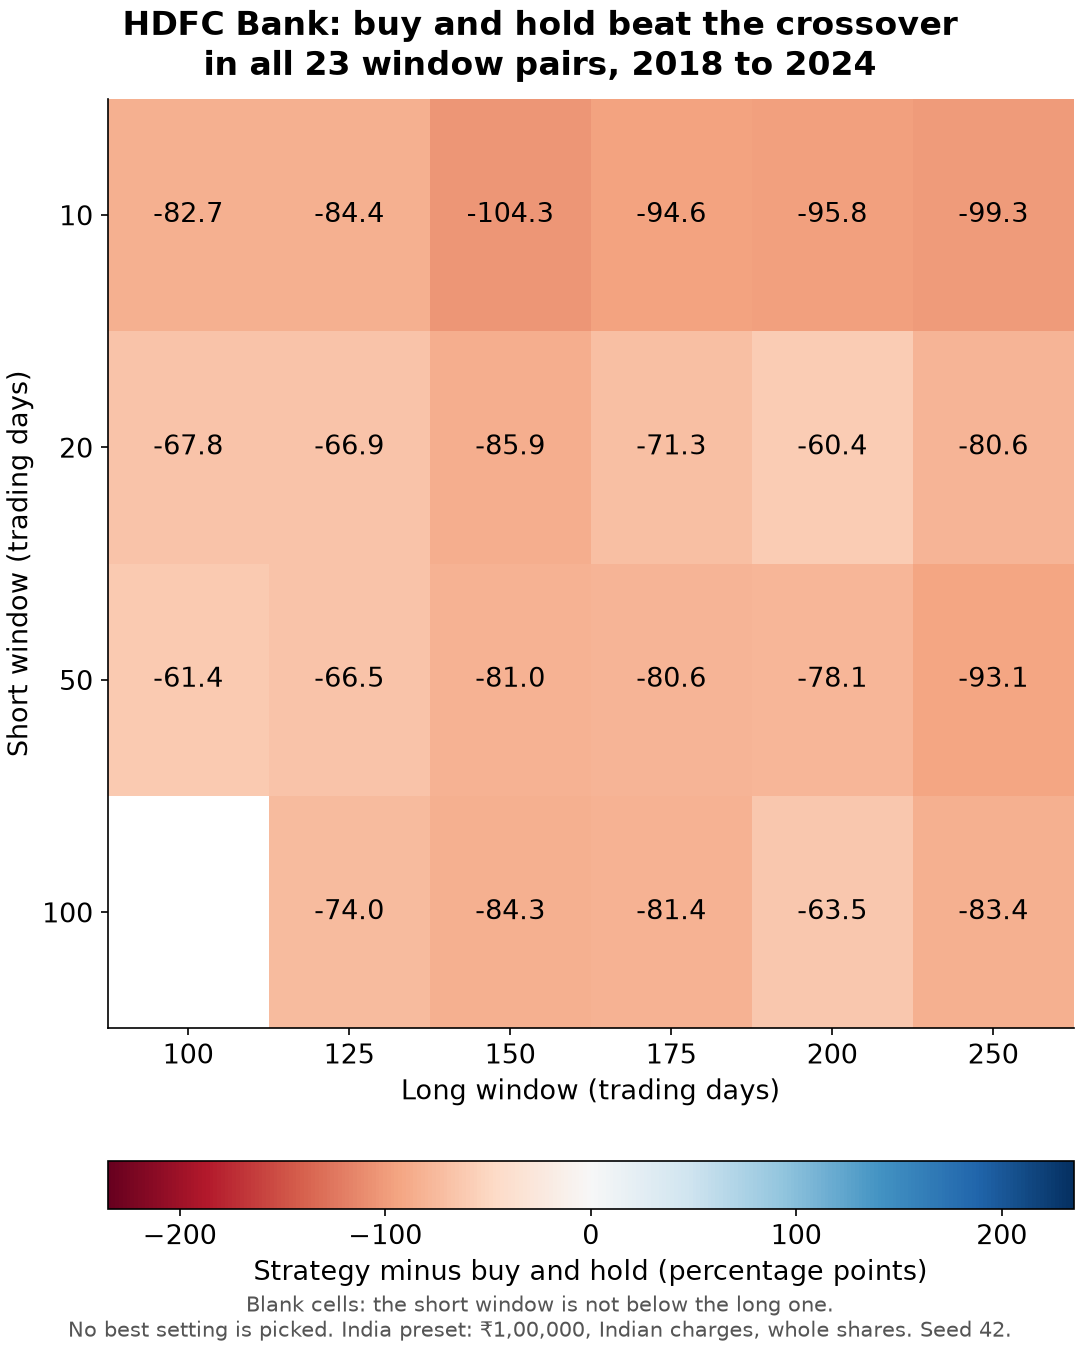 HDFC Bank: buy and hold beat the crossover
in all 23 window pairs, 2018 to 2024
Short window (trading days)
10
-82.7 -84.4 -104.3 -94.6 -95.8 -99.3
20
-67.8 -66.9 -85.9 -71.3 -60.4 -80.6
50
-61.4 -66.5 -81.0 -80.6 -78.1 -93.1
100
-74.0 -84.3 -81.4 -63.5 -83.4
100 125 150 175 200 250
Long window (trading days)
−200 −100 0 100 200
Strategy minus buy and hold (percentage points)
Blank cells: the short window is not below the long one.
No best setting is picked. India preset: ₹1,00,000, Indian charges, whole shares. Seed 42.